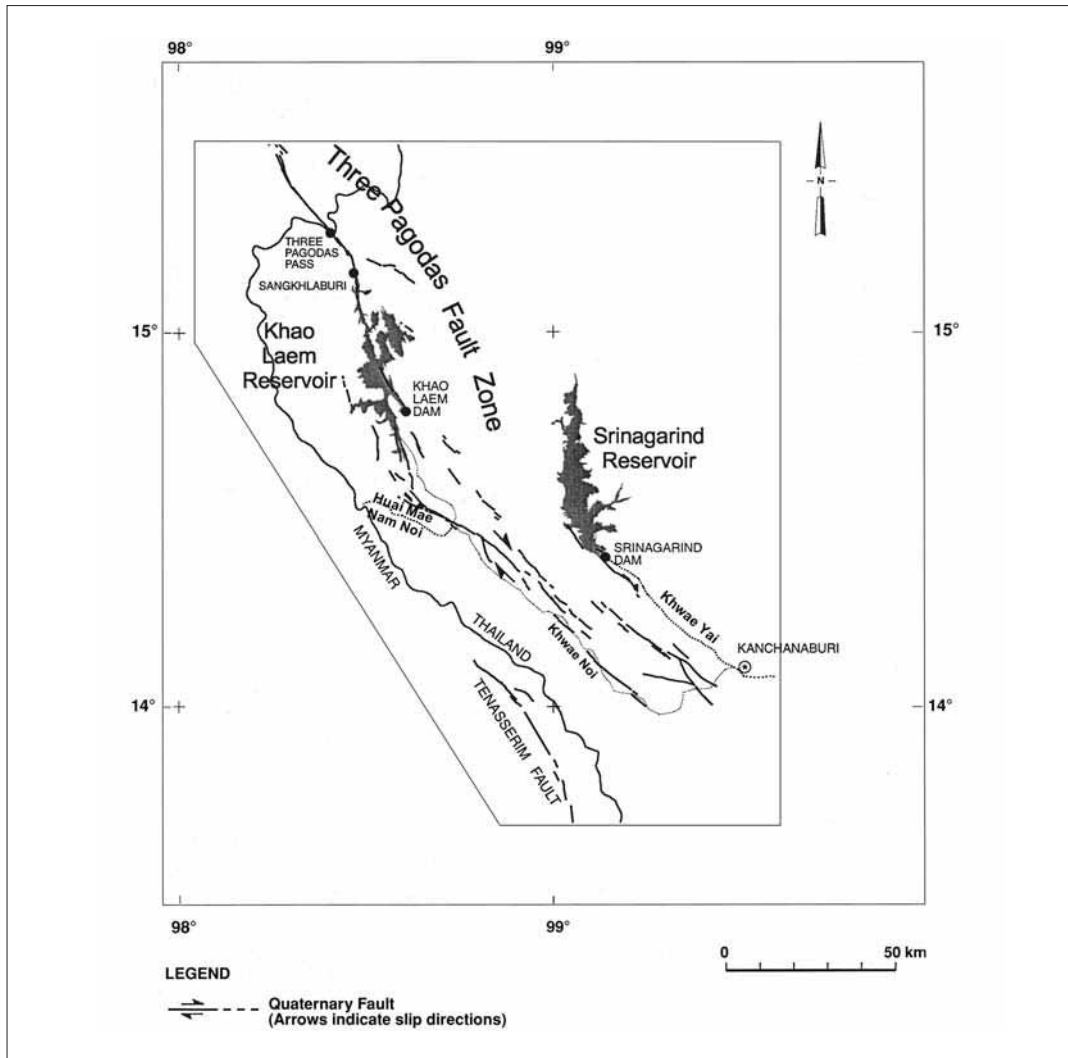 98°
99°
Three Pagodas Fault Zone
N
THREE
PAGODAS
PASS
SANGKHLABURI
15°
15°
Khao
Laem
Reservoir
KHAO
LAEM
DAM
Srinagarind
Reservoir
Huai Mae
Nam Noi
SRINAGARIND
DAM
MYANMAR
THAILAND
Khwae Yai
Khwae Noi
KANCHANABURI
14°
14°
TENASSERIM FAULT
98°
99°
0 50 km
LEGEND
Quaternary Fault
(Arrows indicate slip directions)